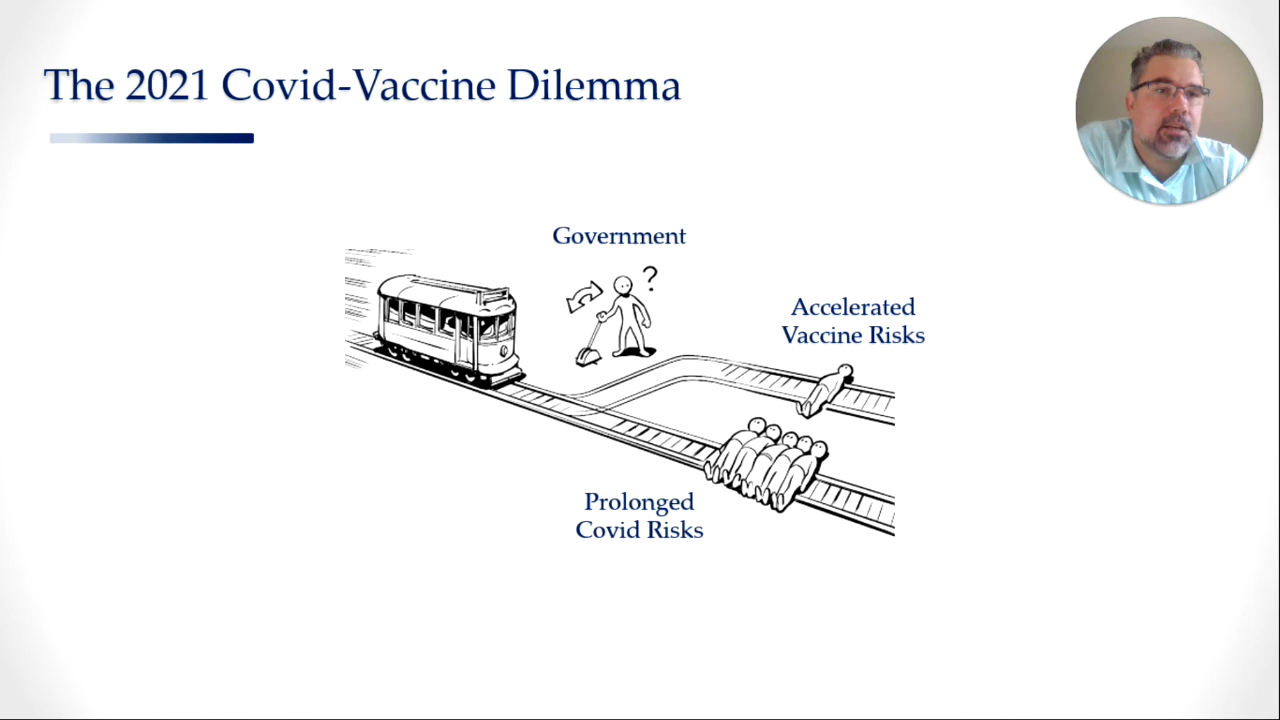 The 2021 Covid-Vaccine Dilemma
Government
?
Accelerated
Vaccine Risks
Prolonged
Covid Risks